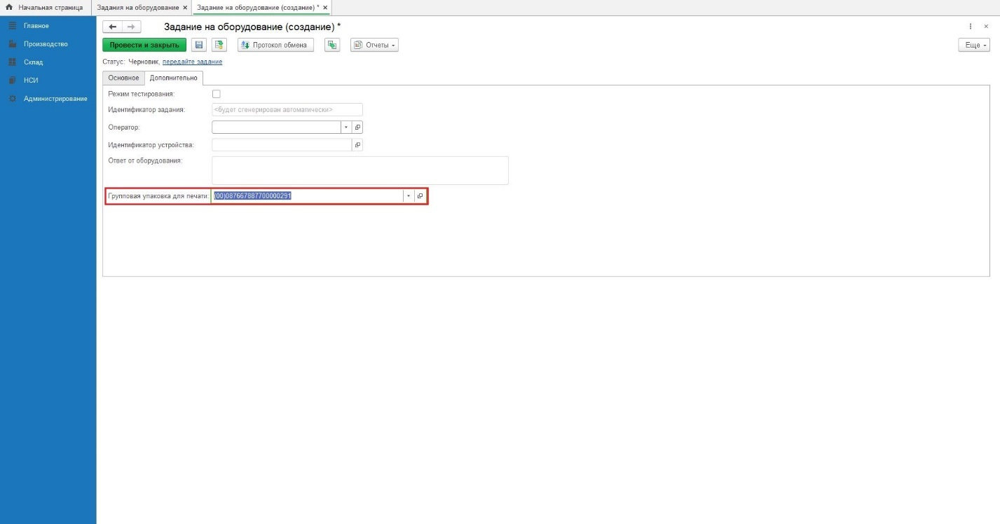 Начальная страница
Задания на оборудование ×
Задание на оборудование (создание) * ×
Главное
Производство
Склад
НСИ
Администрирование
Задание на оборудование (создание) *
Провести и закрыть
Протокол обмена
Отчеты
Еще
Статус: Черновик, передайте задание
Основное
Дополнительно
Режим тестирования:
Идентификатор задания: <будет сгенерирован автоматически>
Оператор:
Идентификатор устройства:
Ответ от оборудования:
Групповая упаковка для печати: (00)087667887700000291